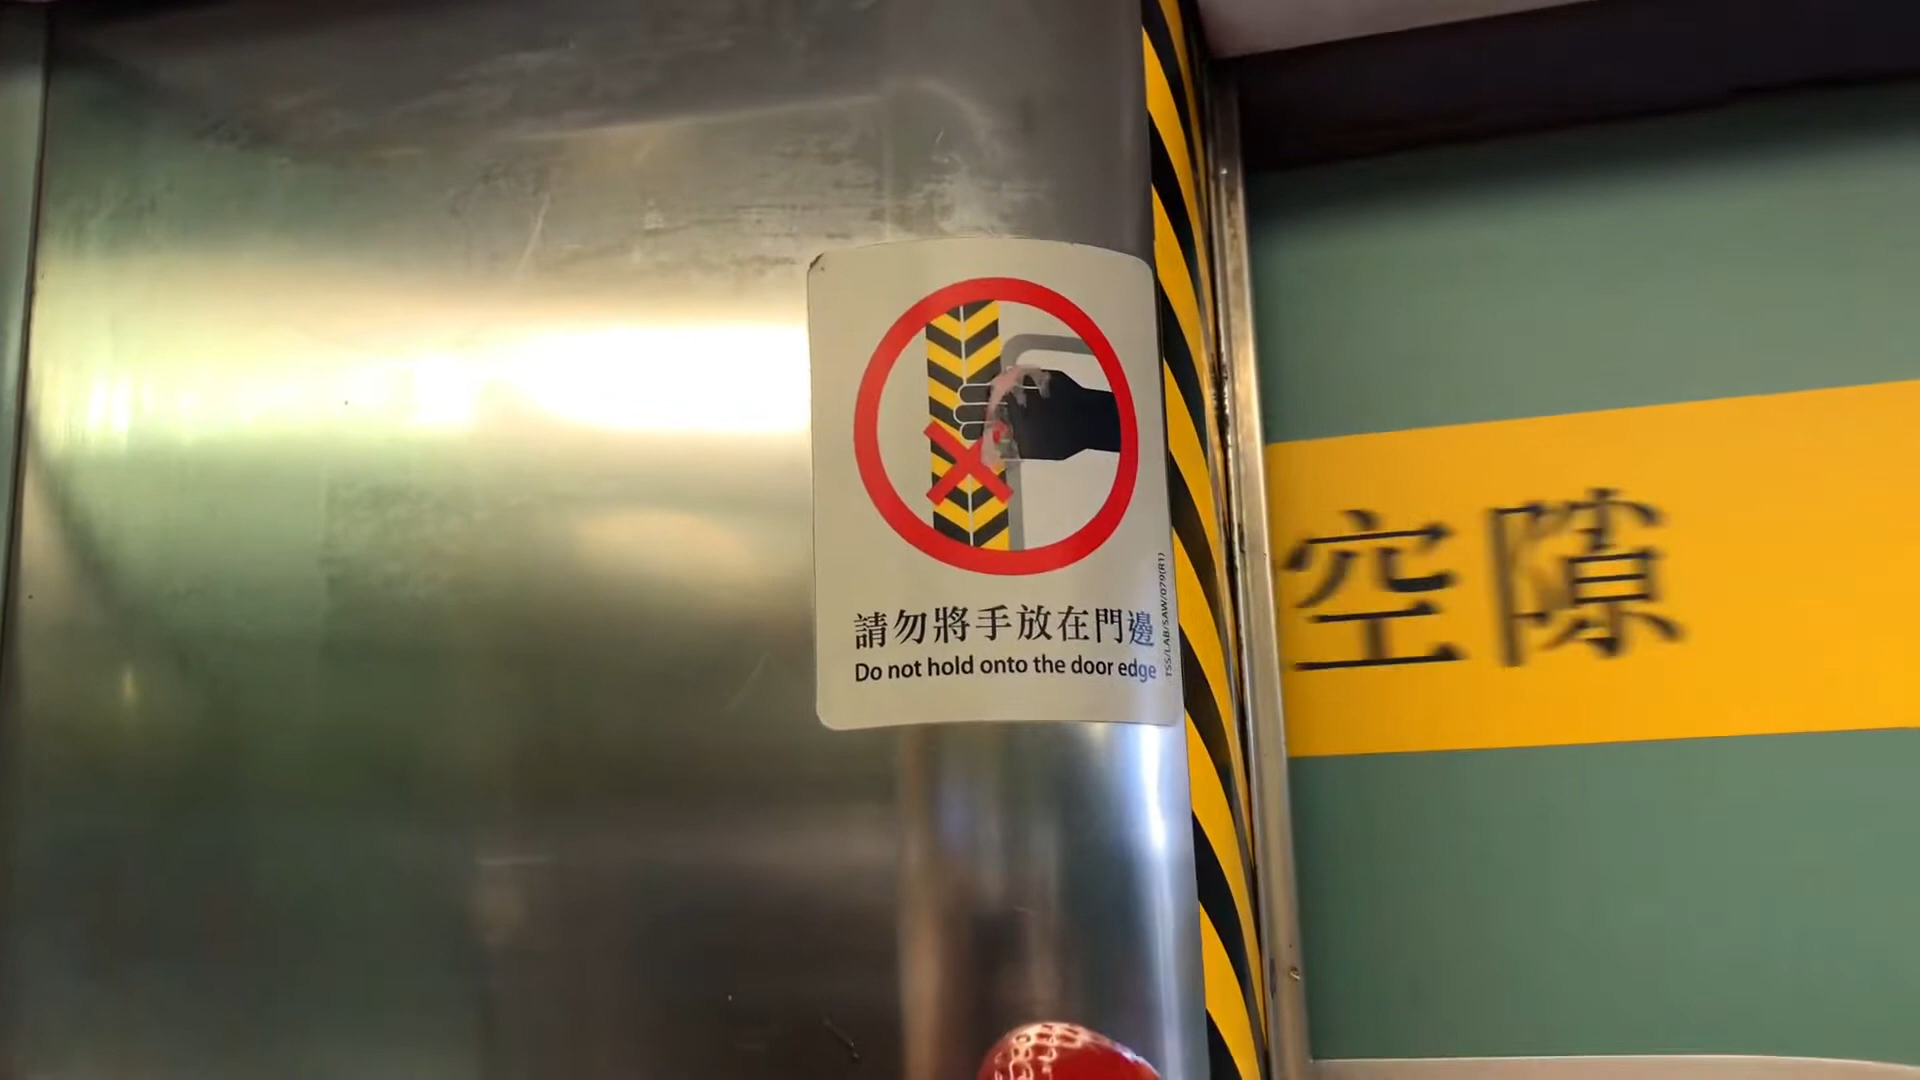 請勿將手放在門邊
Do not hold onto the door edge
TSS/LAB/SAW/079(R1)
空隙